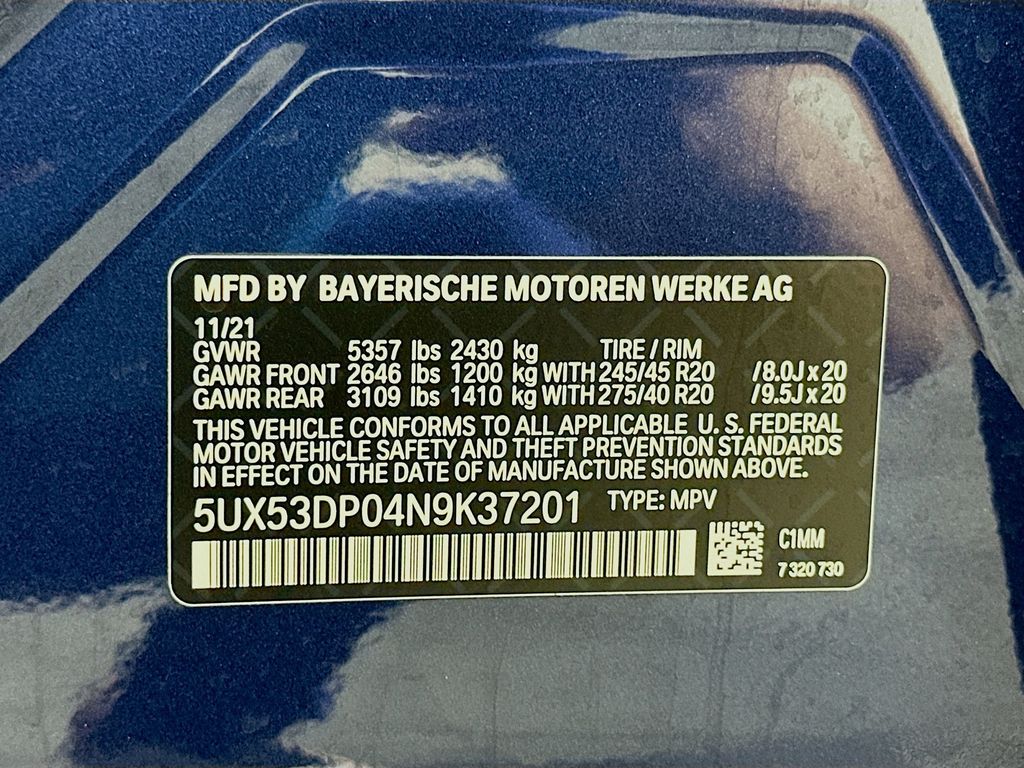 MFD BY BAYERISCHE MOTOREN WERKE AG
11/21
GVWR 5357 lbs 2430 kg TIRE / RIM
GAWR FRONT 2646 lbs 1200 kg WITH 245/45 R20 /8.0J x 20
GAWR REAR 3109 lbs 1410 kg WITH 275/40 R20 /9.5J x 20
THIS VEHICLE CONFORMS TO ALL APPLICABLE U. S. FEDERAL
MOTOR VEHICLE SAFETY AND THEFT PREVENTION STANDARDS
IN EFFECT ON THE DATE OF MANUFACTURE SHOWN ABOVE.
5UX53DP04N9K37201 TYPE: MPV
C1MM
7 320 730